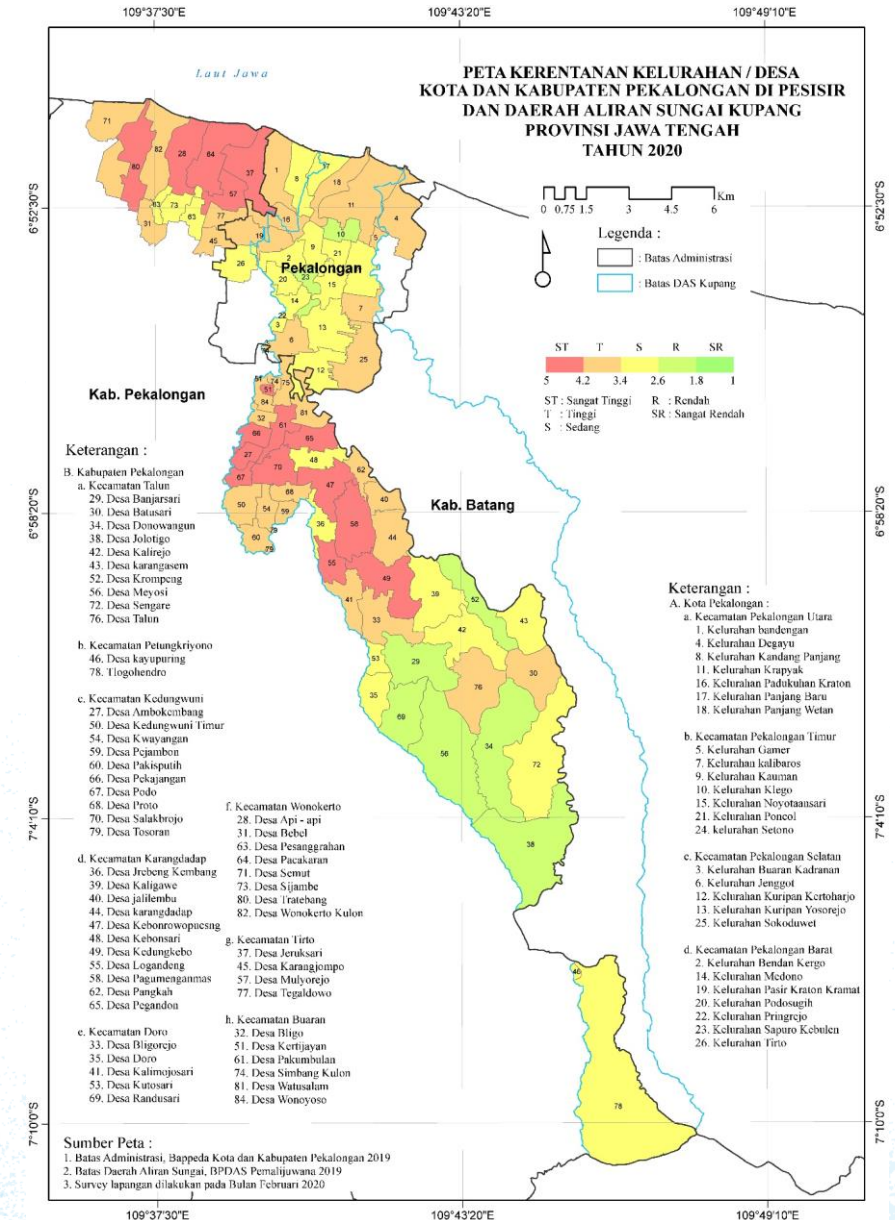 109°37'30"E
109°43'20"E
109°49'10"E
Laut Jawa
PETA KERENTANAN KELURAHAN / DESA
KOTA DAN KABUPATEN PEKALONGAN DI PESISIR
DAN DAERAH ALIRAN SUNGAI KUPANG
PROVINSI JAWA TENGAH
TAHUN 2020
Km
0 0.75 1.5 3 4.5 6
Legenda :
: Batas Administrasi
: Batas DAS Kupang
ST T S R SR
5 4.2 3.4 2.6 1.8 1
ST : Sangat Tinggi R : Rendah
T : Tinggi SR : Sangat Rendah
S : Sedang
6°52'30"S
6°58'20"S
7°4'10"S
7°10'0"S
Pekalongan
Kab. Pekalongan
Kab. Batang
Keterangan :
B. Kabupaten Pekalongan
a. Kecamatan Talun
29. Desa Banjarsari
30. Desa Batusari
34. Desa Donowangun
38. Desa Jolotigo
42. Desa Kalirejo
43. Desa karangasem
52. Desa Krompeng
56. Desa Meyosi
72. Desa Sengare
76. Desa Talun
b. Kecamatan Petungkriyono
46. Desa kayupuring
78. Tlogohendro
c. Kecamatan Kedungwuni
27. Desa Ambokembang
50. Desa Kedungwuni Timur
54. Desa Kwayangan
59. Desa Pejambon
60. Desa Pakisputih
66. Desa Pekajangan
67. Desa Podo
68. Desa Proto
70. Desa Salakbrojo
79. Desa Tosoran
d. Kecamatan Karangdadap
36. Desa Jrebeng Kembang
39. Desa Kaligawe
40. Desa jalilembu
44. Desa karangdadap
47. Desa Kebonrowopucsng
48. Desa Kebonsari
49. Desa Kedungkebo
55. Desa Logandeng
58. Desa Pagumenganmas
62. Desa Pangkah
65. Desa Pegandon
e. Kecamatan Doro
33. Desa Bligorejo
35. Desa Doro
41. Desa Kalimojosari
53. Desa Kutosari
69. Desa Randusari
f. Kecamatan Wonokerto
28. Desa Api - api
31. Desa Bebel
63. Desa Pesanggrahan
64. Desa Pacakaran
71. Desa Semut
73. Desa Sijambe
80. Desa Tratebang
82. Desa Wonokerto Kulon
g. Kecamatan Tirto
37. Desa Jeruksari
45. Desa Karangjompo
57. Desa Mulyorejo
77. Desa Tegaldowo
h. Kecamatan Buaran
32. Desa Bligo
51. Desa Kertijayan
61. Desa Pakumbulan
74. Desa Simbang Kulon
81. Desa Watusalam
84. Desa Wonoyoso
Keterangan :
A. Kota Pekalongan :
a. Kecamatan Pekalongan Utara
1. Kelurahan bandengan
4. Kelurahan Degayu
8. Kelurahan Kandang Panjang
11. Kelurahan Krapyak
16. Kelurahan Padukuhan Kraton
17. Kelurahan Panjang Baru
18. Kelurahan Panjang Wetan
b. Kecamatan Pekalongan Timur
5. Kelurahan Gamer
7. Kelurahan kalibaros
9. Kelurahan Kauman
10. Kelurahan Klego
15. Kelurahan Noyotaansari
21. Kelurahan Poncol
24. kelurahan Setono
c. Kecamatan Pekalongan Selatan
3. Kelurahan Buaran Kadranan
6. Kelurahan Jenggot
12. Kelurahan Kuripan Kertoharjo
13. Kelurahan Kuripan Yosorejo
25. Kelurahan Sokoduwet
d. Kecamatan Pekalongan Barat
2. Kelurahan Bendan Kergo
14. Kelurahan Medono
19. Kelurahan Pasir Kraton Kramat
20. Kelurahan Podosugih
22. Kelurahan Pringrejo
23. Kelurahan Sapuro Kebulen
26. Kelurahan Tirto
Sumber Peta :
1. Batas Administrasi, Bappeda Kota dan Kabupaten Pekalongan 2019
2. Batas Daerah Aliran Sungai, BPDAS Pemalijuwana 2019
3. Survey lapangan dilakukan pada Bulan Februari 2020
109°37'30"E
109°43'20"E
109°49'10"E